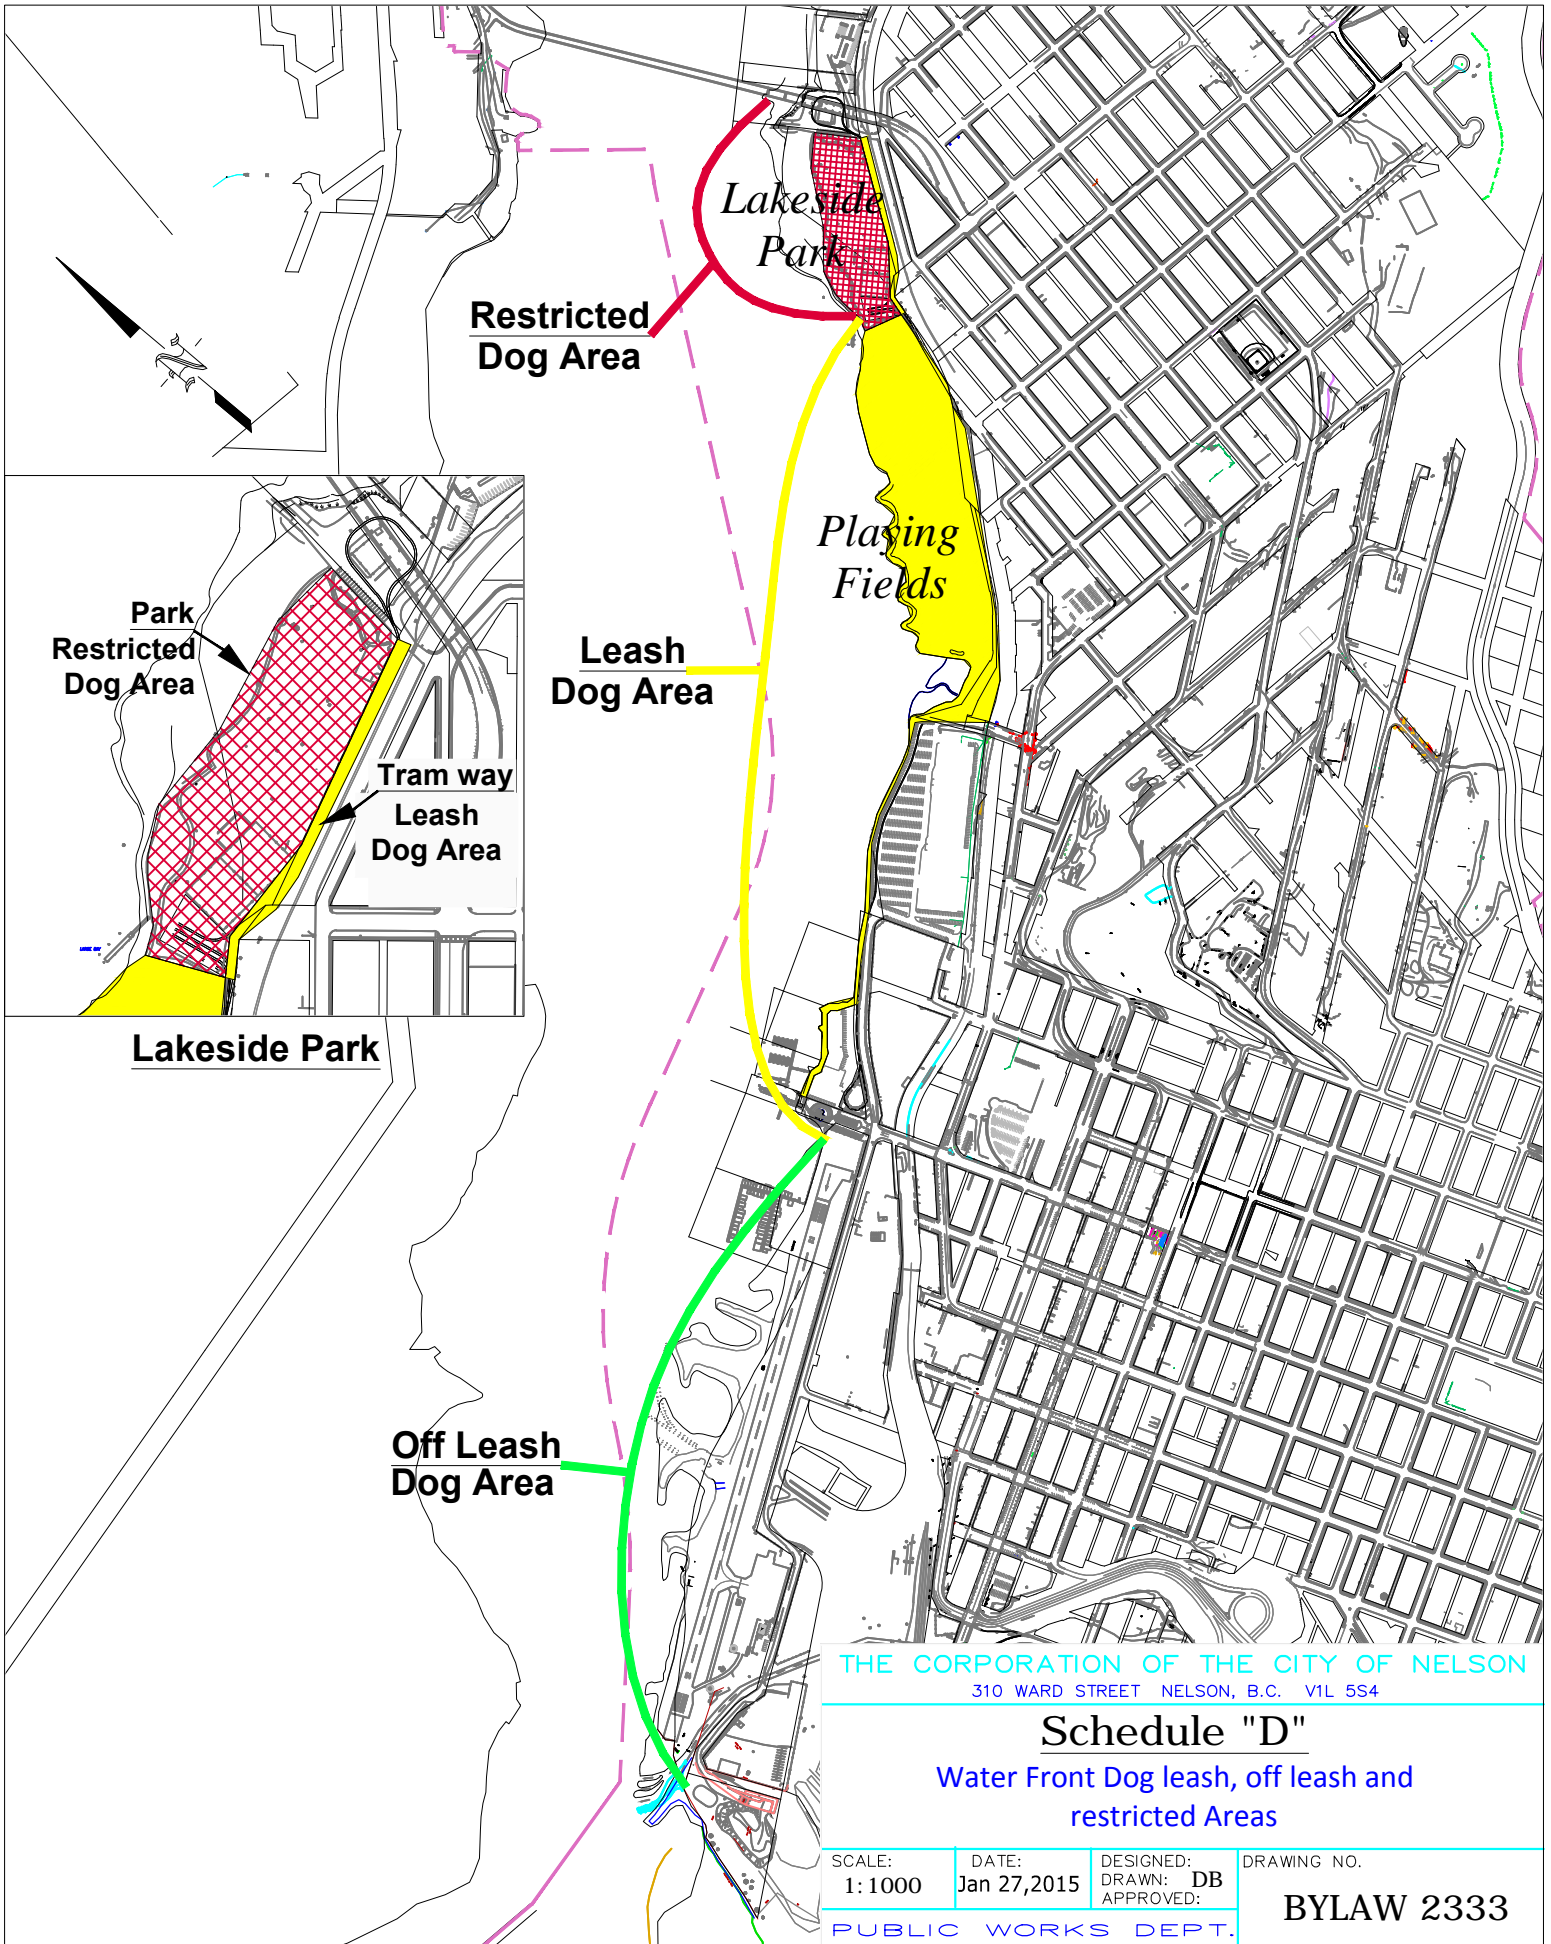 Lakeside
Park
Restricted
Dog Area
Playing
Fields
Leash
Dog Area
Park
Restricted
Dog Area
Tram way
Leash
Dog Area
Lakeside Park
Off Leash
Dog Area
THE CORPORATION OF THE CITY OF NELSON
310 WARD STREET NELSON, B.C. V1L 5S4
Schedule "D"
Water Front Dog leash, off leash and
restricted Areas
SCALE:
1:1000
DATE:
Jan 27,2015
DESIGNED:
DRAWN: DB
APPROVED:
DRAWING NO.
BYLAW 2333
PUBLIC WORKS DEPT.